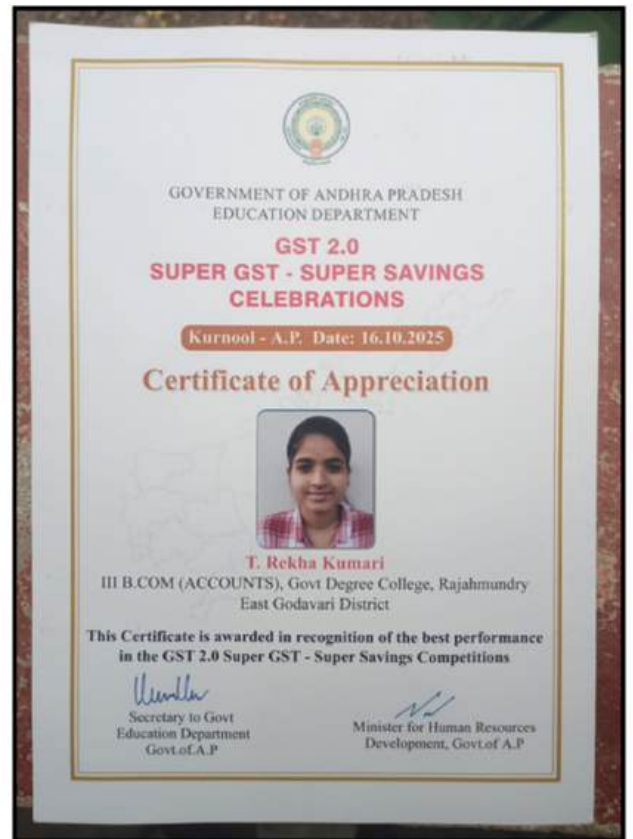 GOVERNMENT OF ANDHRA PRADESH
EDUCATION DEPARTMENT
GST 2.0
SUPER GST - SUPER SAVINGS
CELEBRATIONS
Kurnool - A.P. Date: 16.10.2025
Certificate of Appreciation
T. Rekha Kumari
III B.COM (ACCOUNTS), Govt Degree College, Rajahmundry
East Godavari District
This Certificate is awarded in recognition of the best performance
in the GST 2.0 Super GST - Super Savings Competitions
Secretary to Govt
Education Department
Govt.of.A.P
Minister for Human Resources
Development, Govt.of A.P